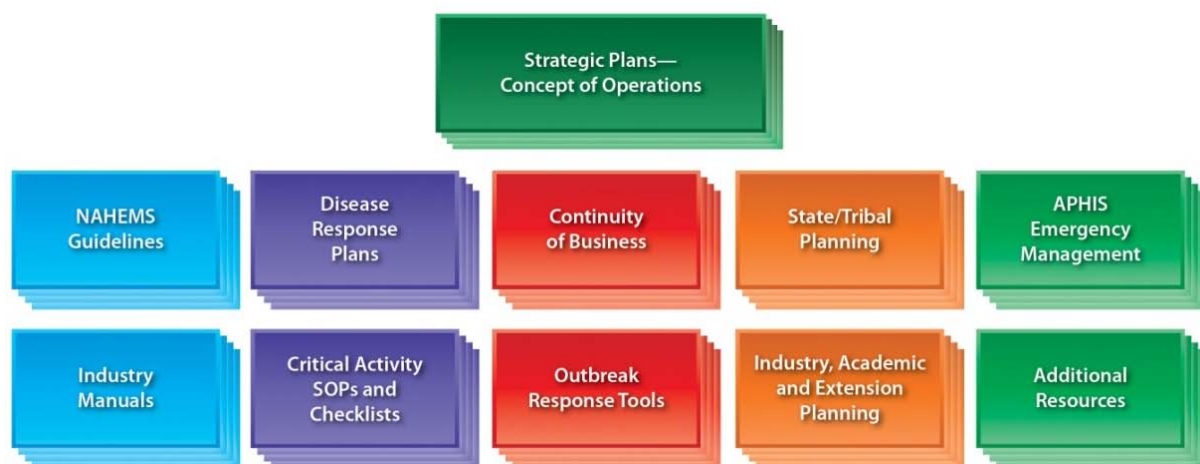 Strategic Plans—
Concept of Operations
NAHEMS
Guidelines
Disease
Response
Plans
Continuity
of Business
State/Tribal
Planning
APHIS
Emergency
Management
Industry
Manuals
Critical Activity
SOPs and
Checklists
Outbreak
Response Tools
Industry, Academic
and Extension
Planning
Additional
Resources